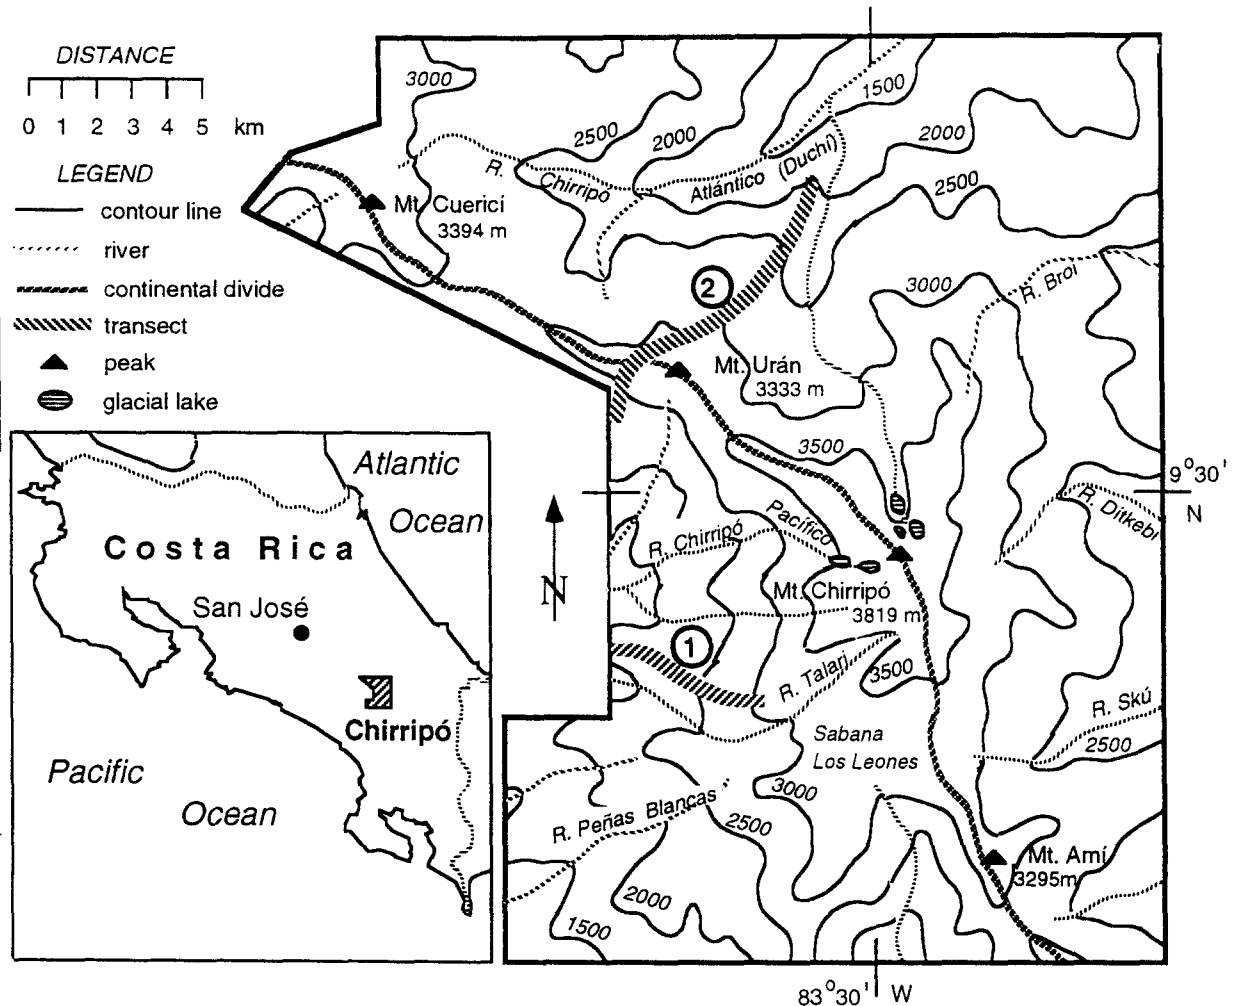 DISTANCE
0 1 2 3 4 5 km
LEGEND
contour line
river
continental divide
transect
peak
glacial lake
Atlantic
Ocean
Costa Rica
San José
Chirripó
Pacific
Ocean
3000
2500
2000
1500
2000
2500
R. Chirripó Atlántico (Duchí)
Mt. Cuericí
3394 m
2
3000
R. Broi
Mt. Urán
3333 m
3500
9°30'
N
R. Ditkebi
N
R. Chirripó Pacífico
Mt. Chirripó
3819 m
1
R. Talari
3500
R. Skú
2500
Sabana
Los Leones
3000
R. Peñas Blancas
2500
Mt. Amí
3295m
2000
1500
83°30' W